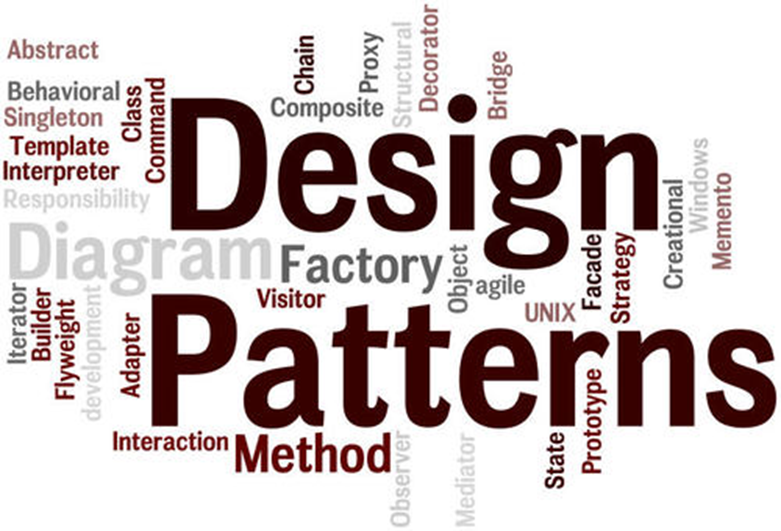 Abstract
Chain
Proxy
Structural
Decorator
Bridge
Behavioral
Singleton
Class
Command
Composite
Template
Interpreter
Responsibility
Design
Windows
Memento
Creational
Diagram
Factory
Object
agile
Facade
Strategy
Visitor
UNIX
Iterator
Builder
Flyweight
development
Adapter
Patterns
Interaction
Method
Observer
Mediator
State
Prototype